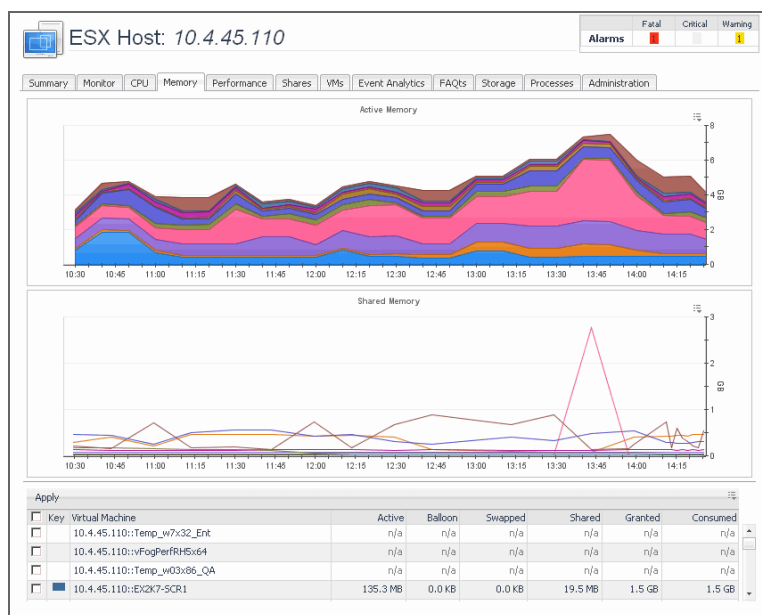 ESX Host: 10.4.45.110
Fatal Critical Warning
Alarms 1 1
Summary Monitor CPU Memory Performance Shares VMs Event Analytics FAQts Storage Processes Administration
Active Memory
8
6
4
2
0
GB
10:30 10:45 11:00 11:15 11:30 11:45 12:00 12:15 12:30 12:45 13:00 13:15 13:30 13:45 14:00 14:15
Shared Memory
3
2
1
0
GB
10:30 10:45 11:00 11:15 11:30 11:45 12:00 12:15 12:30 12:45 13:00 13:15 13:30 13:45 14:00 14:15
Apply
Key Virtual Machine Active Balloon Swapped Shared Granted Consumed
10.4.45.110::Temp_w7x32_Ent n/a n/a n/a n/a n/a n/a
10.4.45.110::vFogPerfRH5x64 n/a n/a n/a n/a n/a n/a
10.4.45.110::Temp_w03x86_QA n/a n/a n/a n/a n/a n/a
10.4.45.110::EX2K7-SCR1 135.3 MB 0.0 KB 0.0 KB 19.5 MB 1.5 GB 1.5 GB